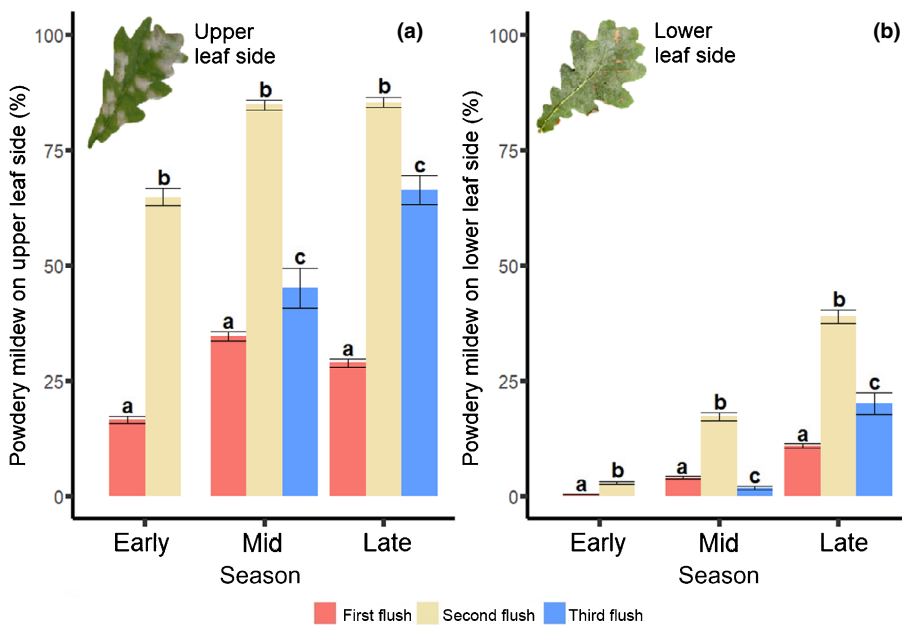 Upper
leaf side
(a)
Powdery mildew on upper leaf side (%)
100
75
50
25
0
a
b
a
b
c
a
b
c
Early
Mid
Late
Season
Lower
leaf side
(b)
Powdery mildew on lower leaf side (%)
100
75
50
25
0
a
b
a
b
c
a
b
c
Early
Mid
Late
Season
First flush
Second flush
Third flush